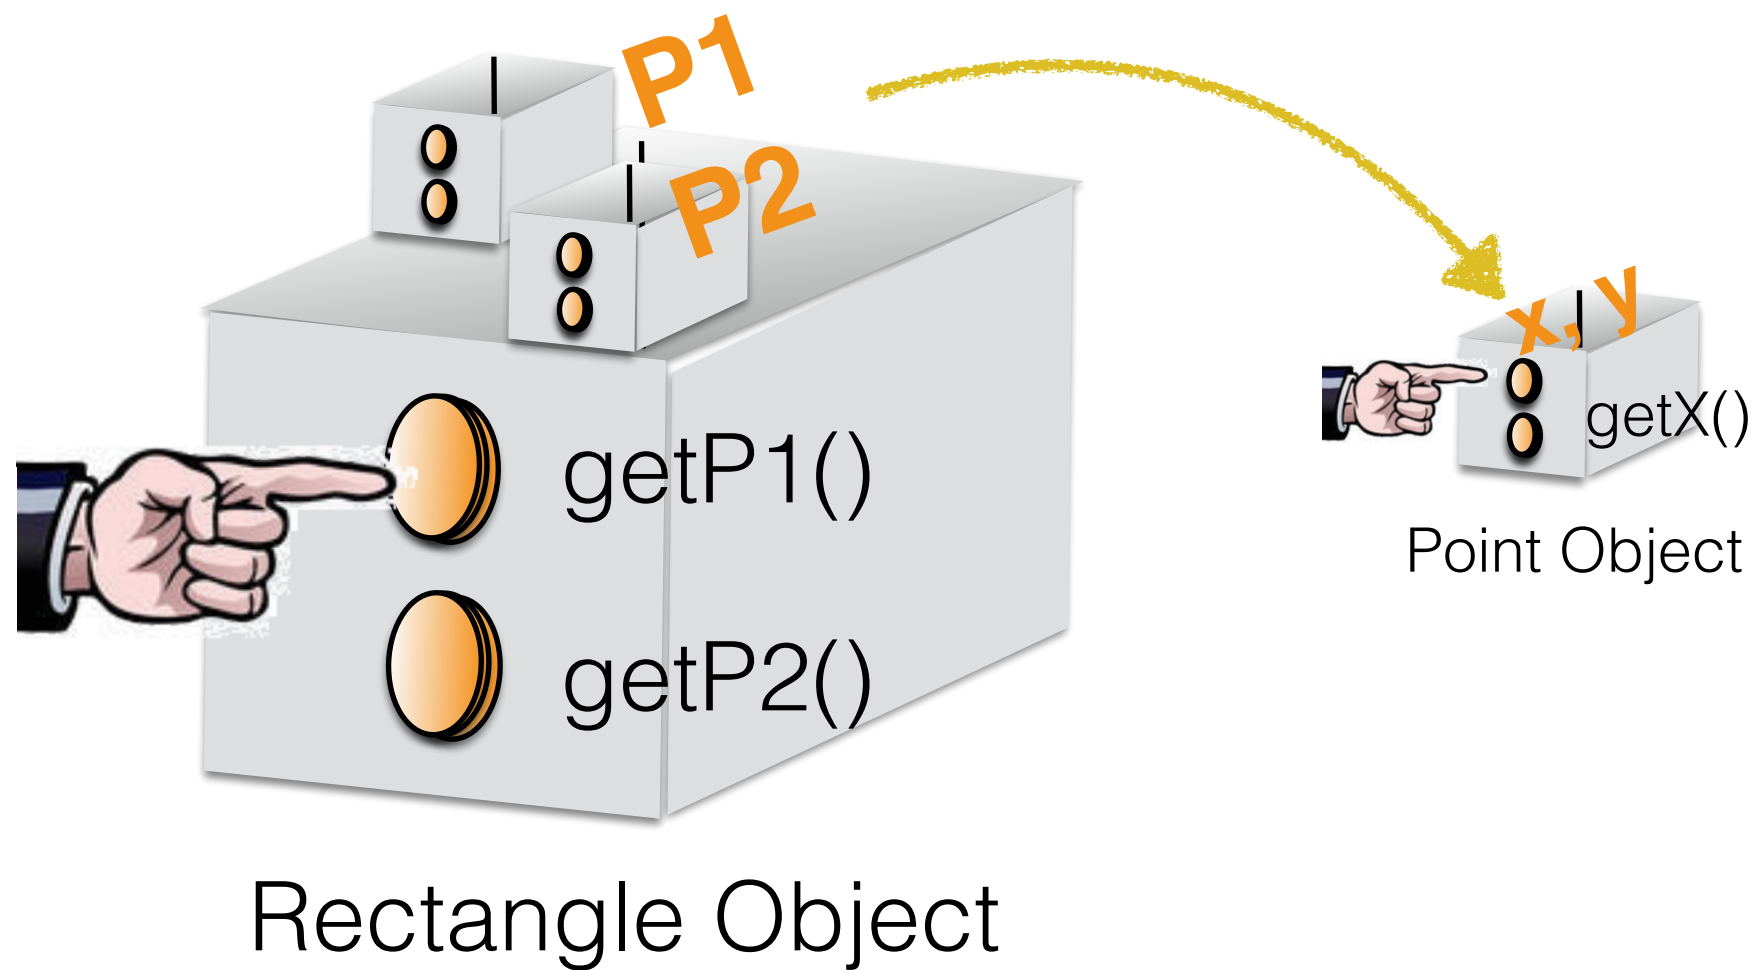 P1
P2
x, y
getX()
getP1()
Point Object
getP2()
Rectangle Object